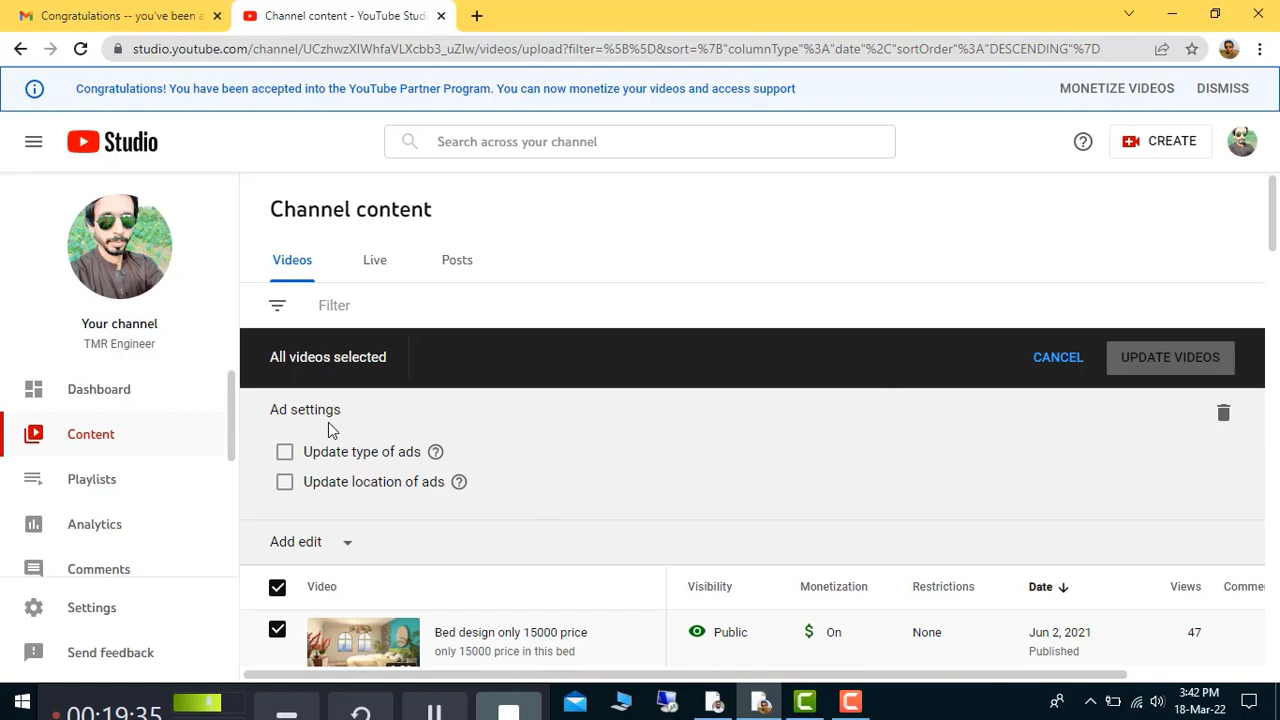 Congratulations -- you've been a
Channel content - YouTube Stud
studio.youtube.com/channel/UCzhwzXIWhfaVLXcbb3_uZIw/videos/upload?filter=%5B%5D&sort=%7B"columnType"%3A"date"%2C"sortOrder"%3A"DESCENDING"%7D
Congratulations! You have been accepted into the YouTube Partner Program. You can now monetize your videos and access support
MONETIZE VIDEOS
DISMISS
Studio
Search across your channel
CREATE
Channel content
Videos
Live
Posts
Filter
Your channel
TMR Engineer
All videos selected
CANCEL
UPDATE VIDEOS
Dashboard
Content
Playlists
Analytics
Comments
Settings
Send feedback
Ad settings
Update type of ads
Update location of ads
Add edit
Video
Visibility
Monetization
Restrictions
Date
Views
Comme
Bed design only 15000 price
only 15000 price in this bed
Public
On
None
Jun 2, 2021
Published
47
00:19:35
3:42 PM
18-Mar-22